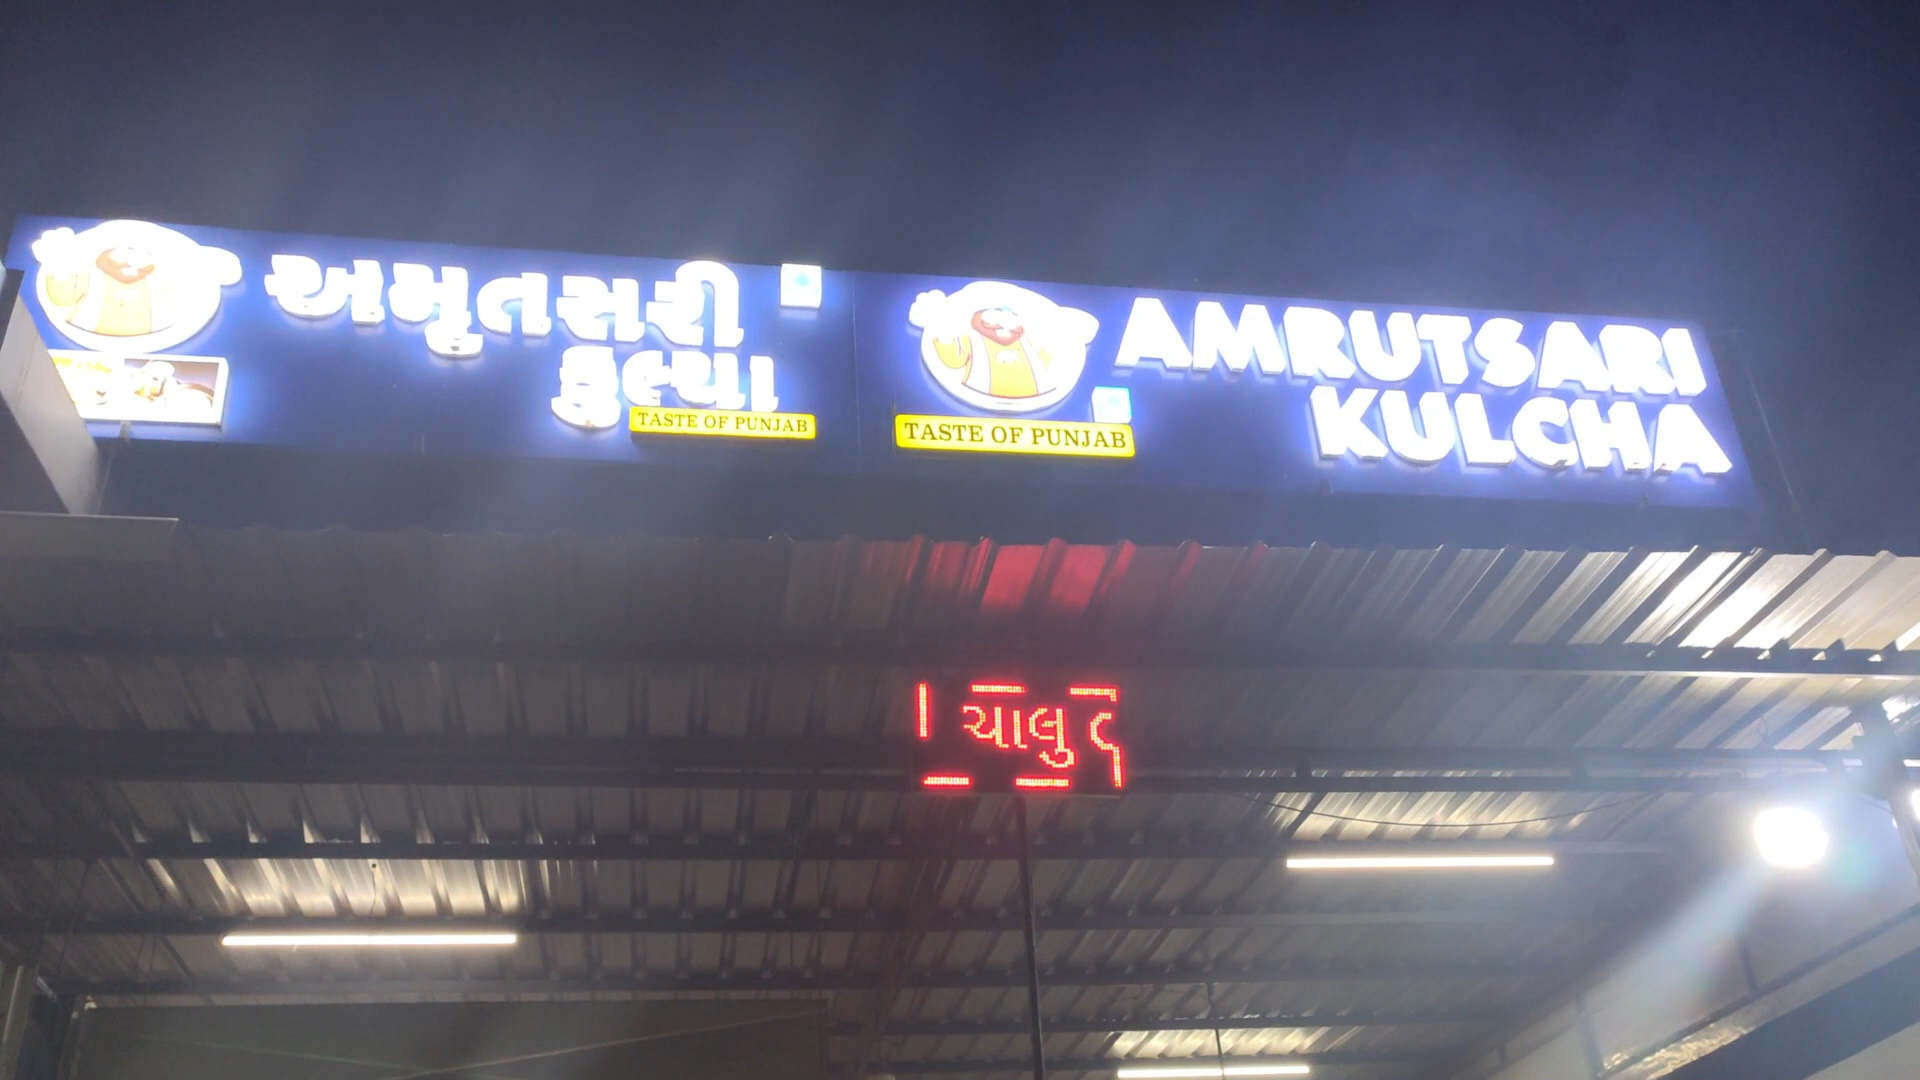 અમૃતસરી
કુલ્ચા
TASTE OF PUNJAB
AMRUTSARI
KULCHA
TASTE OF PUNJAB
ચાલુ